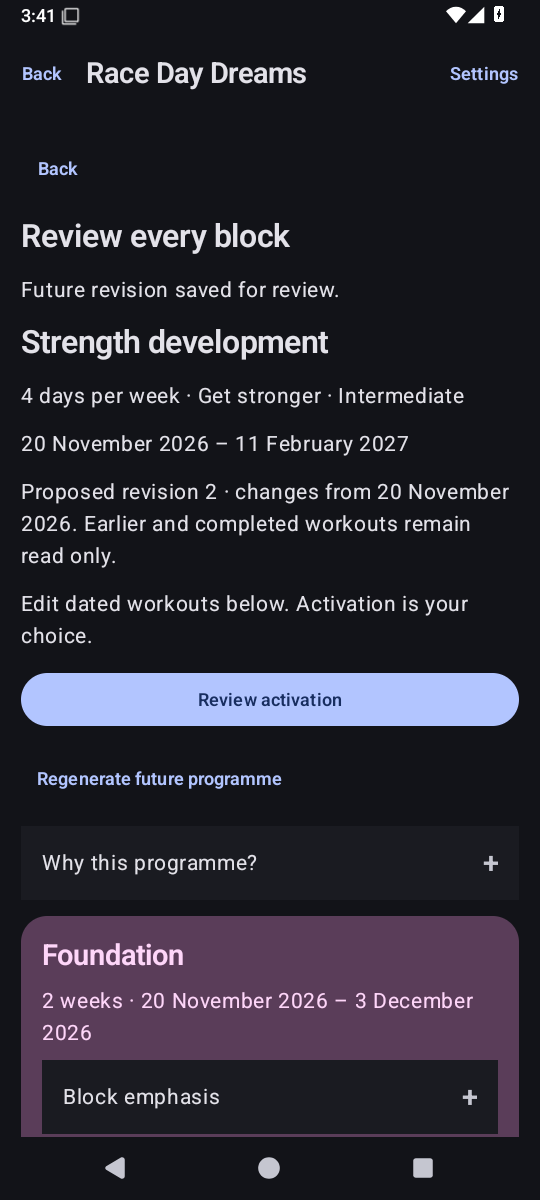 3:41
Back Race Day Dreams Settings
Back
Review every block
Future revision saved for review.
Strength development
4 days per week · Get stronger · Intermediate
20 November 2026 – 11 February 2027
Proposed revision 2 · changes from 20 November
2026. Earlier and completed workouts remain
read only.
Edit dated workouts below. Activation is your
choice.
Review activation
Regenerate future programme
Why this programme? +
Foundation
2 weeks · 20 November 2026 – 3 December
2026
Block emphasis +